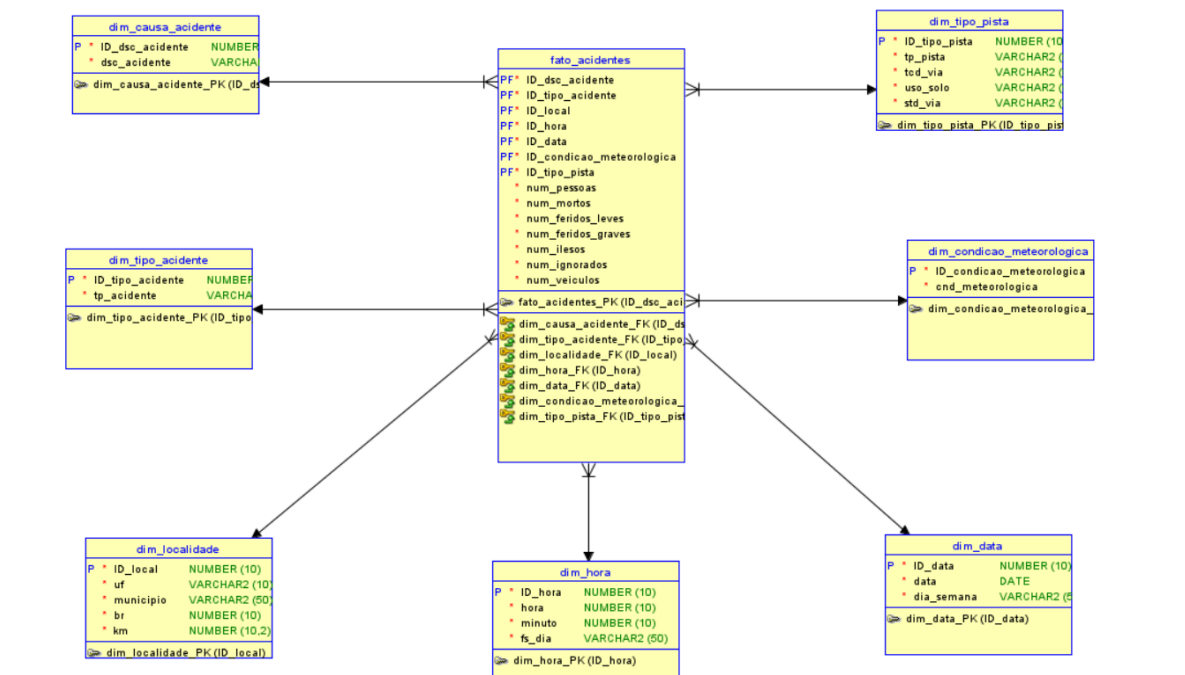 dim_causa_acidente
P * ID_dsc_acidente NUMBER
* dsc_acidente VARCHA
dim_causa_acidente_PK (ID_ds
dim_tipo_pista
P * ID_tipo_pista NUMBER (10
* tp_pista VARCHAR2 (
* tcd_via VARCHAR2 (
* uso_solo VARCHAR2 (
* std_via VARCHAR2 (
dim_tipo_pista_PK (ID_tipo_pist
fato_acidentes
PF* ID_dsc_acidente
PF* ID_tipo_acidente
PF* ID_local
PF* ID_hora
PF* ID_data
PF* ID_condicao_meteorologica
PF* ID_tipo_pista
* num_pessoas
* num_mortos
* num_feridos_leves
* num_feridos_graves
* num_ilesos
* num_ignorados
* num_veiculos
fato_acidentes_PK (ID_dsc_aci
dim_causa_acidente_FK (ID_ds
dim_tipo_acidente_FK (ID_tipo_
dim_localidade_FK (ID_local)
dim_hora_FK (ID_hora)
dim_data_FK (ID_data)
dim_condicao_meteorologica_
dim_tipo_pista_FK (ID_tipo_pist
dim_tipo_acidente
P * ID_tipo_acidente NUMBER
* tp_acidente VARCHA
dim_tipo_acidente_PK (ID_tipo
dim_condicao_meteorologica
P * ID_condicao_meteorologica
* cnd_meteorologica
dim_condicao_meteorologica_
dim_localidade
P * ID_local NUMBER (10)
* uf VARCHAR2 (10)
* municipio VARCHAR2 (50)
* br NUMBER (10)
* km NUMBER (10,2)
dim_localidade_PK (ID_local)
dim_hora
P * ID_hora NUMBER (10)
* hora NUMBER (10)
* minuto NUMBER (10)
* fs_dia VARCHAR2 (50)
dim_hora_PK (ID_hora)
dim_data
P * ID_data NUMBER (10)
* data DATE
* dia_semana VARCHAR2 (5
dim_data_PK (ID_data)